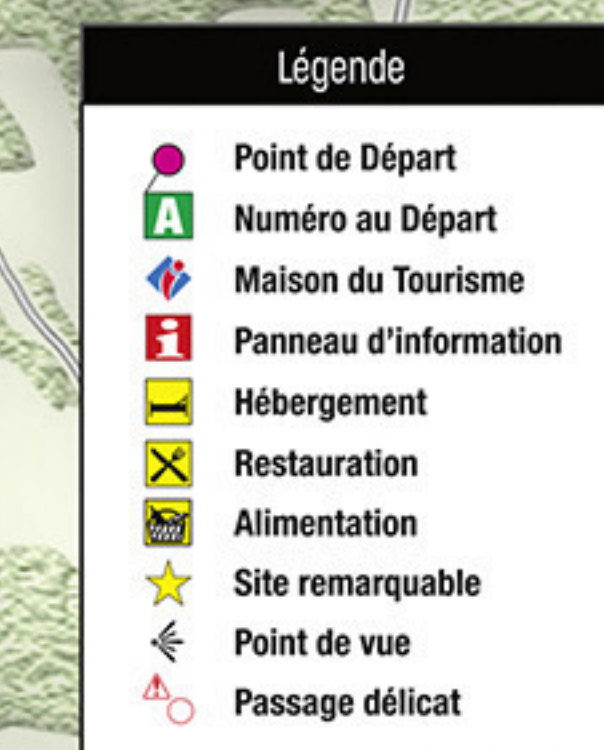 Légende
Point de Départ
A Numéro au Départ
Maison du Tourisme
i Panneau d'information
Hébergement
Restauration
Alimentation
Site remarquable
Point de vue
! Passage délicat